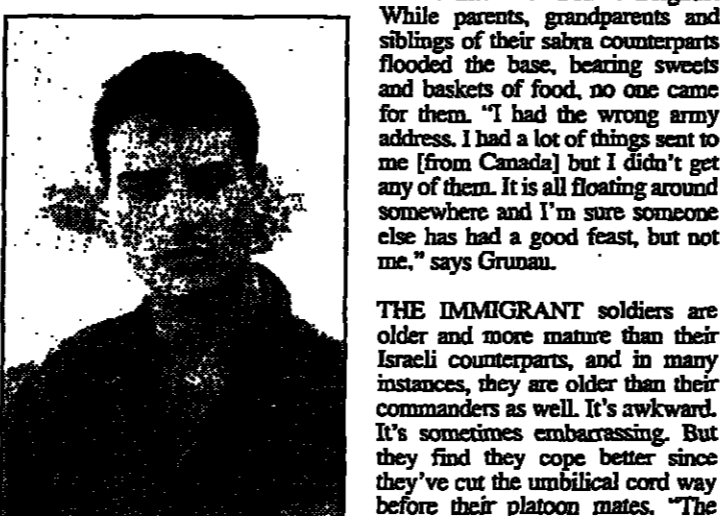 While parents, grandparents and
siblings of their sabra counterparts
flooded the base, bearing sweets
and baskets of food, no one came
for them. "I had the wrong army
address. I had a lot of things sent to
me [from Canada] but I didn't get
any of them. It is all floating around
somewhere and I'm sure someone
else has had a good feast, but not
me," says Grunau.
THE IMMIGRANT soldiers are
older and more mature than their
Israeli counterparts, and in many
instances, they are older than their
commanders as well. It's awkward.
It's sometimes embarrassing. But
they find they cope better since
they've cut the umbilical cord way
before their platoon mates. "The